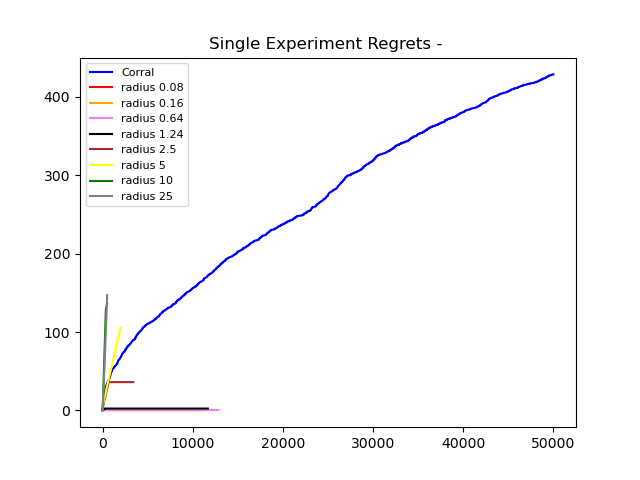 Single Experiment Regrets -
Corral
radius 0.08
radius 0.16
radius 0.64
radius 1.24
radius 2.5
radius 5
radius 10
radius 25
400
300
200
100
0
0 10000 20000 30000 40000 50000